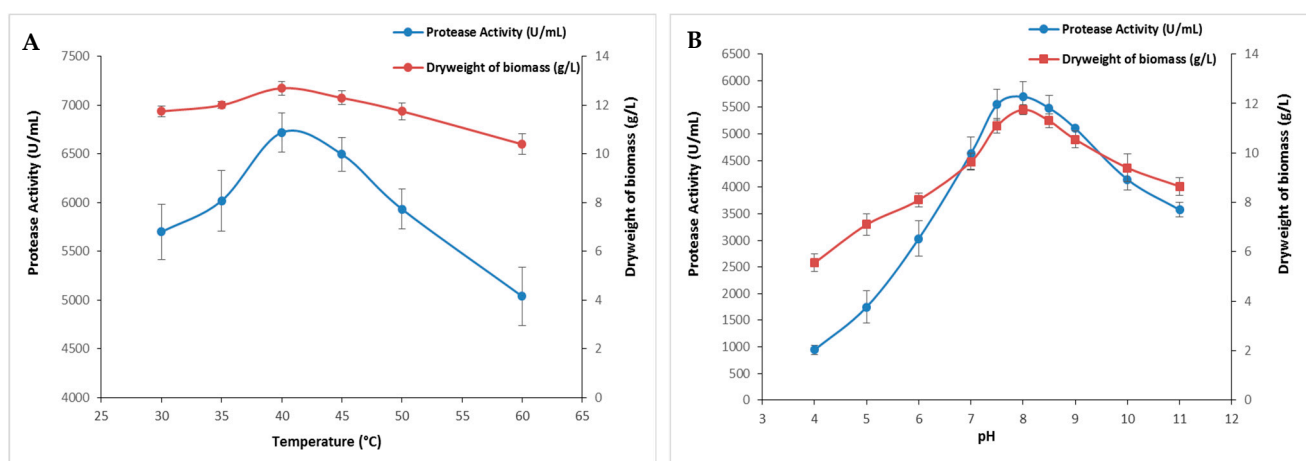 A
Protease Activity (U/mL)
Dryweight of biomass (g/L)
7500
7000
6500
6000
5500
5000
4500
4000
Protease Activity (U/mL)
14
12
10
8
6
4
2
0
Dryweight of biomass (g/L)
25 30 35 40 45 50 55 60 65
Temperature (°C)
B
Protease Activity (U/mL)
Dryweight of biomass (g/L)
6500
6000
5500
5000
4500
4000
3500
3000
2500
2000
1500
1000
500
0
Protease Activity (U/mL)
14
12
10
8
6
4
2
0
Dryweight of biomass (g/L)
3 4 5 6 7 8 9 10 11 12
pH